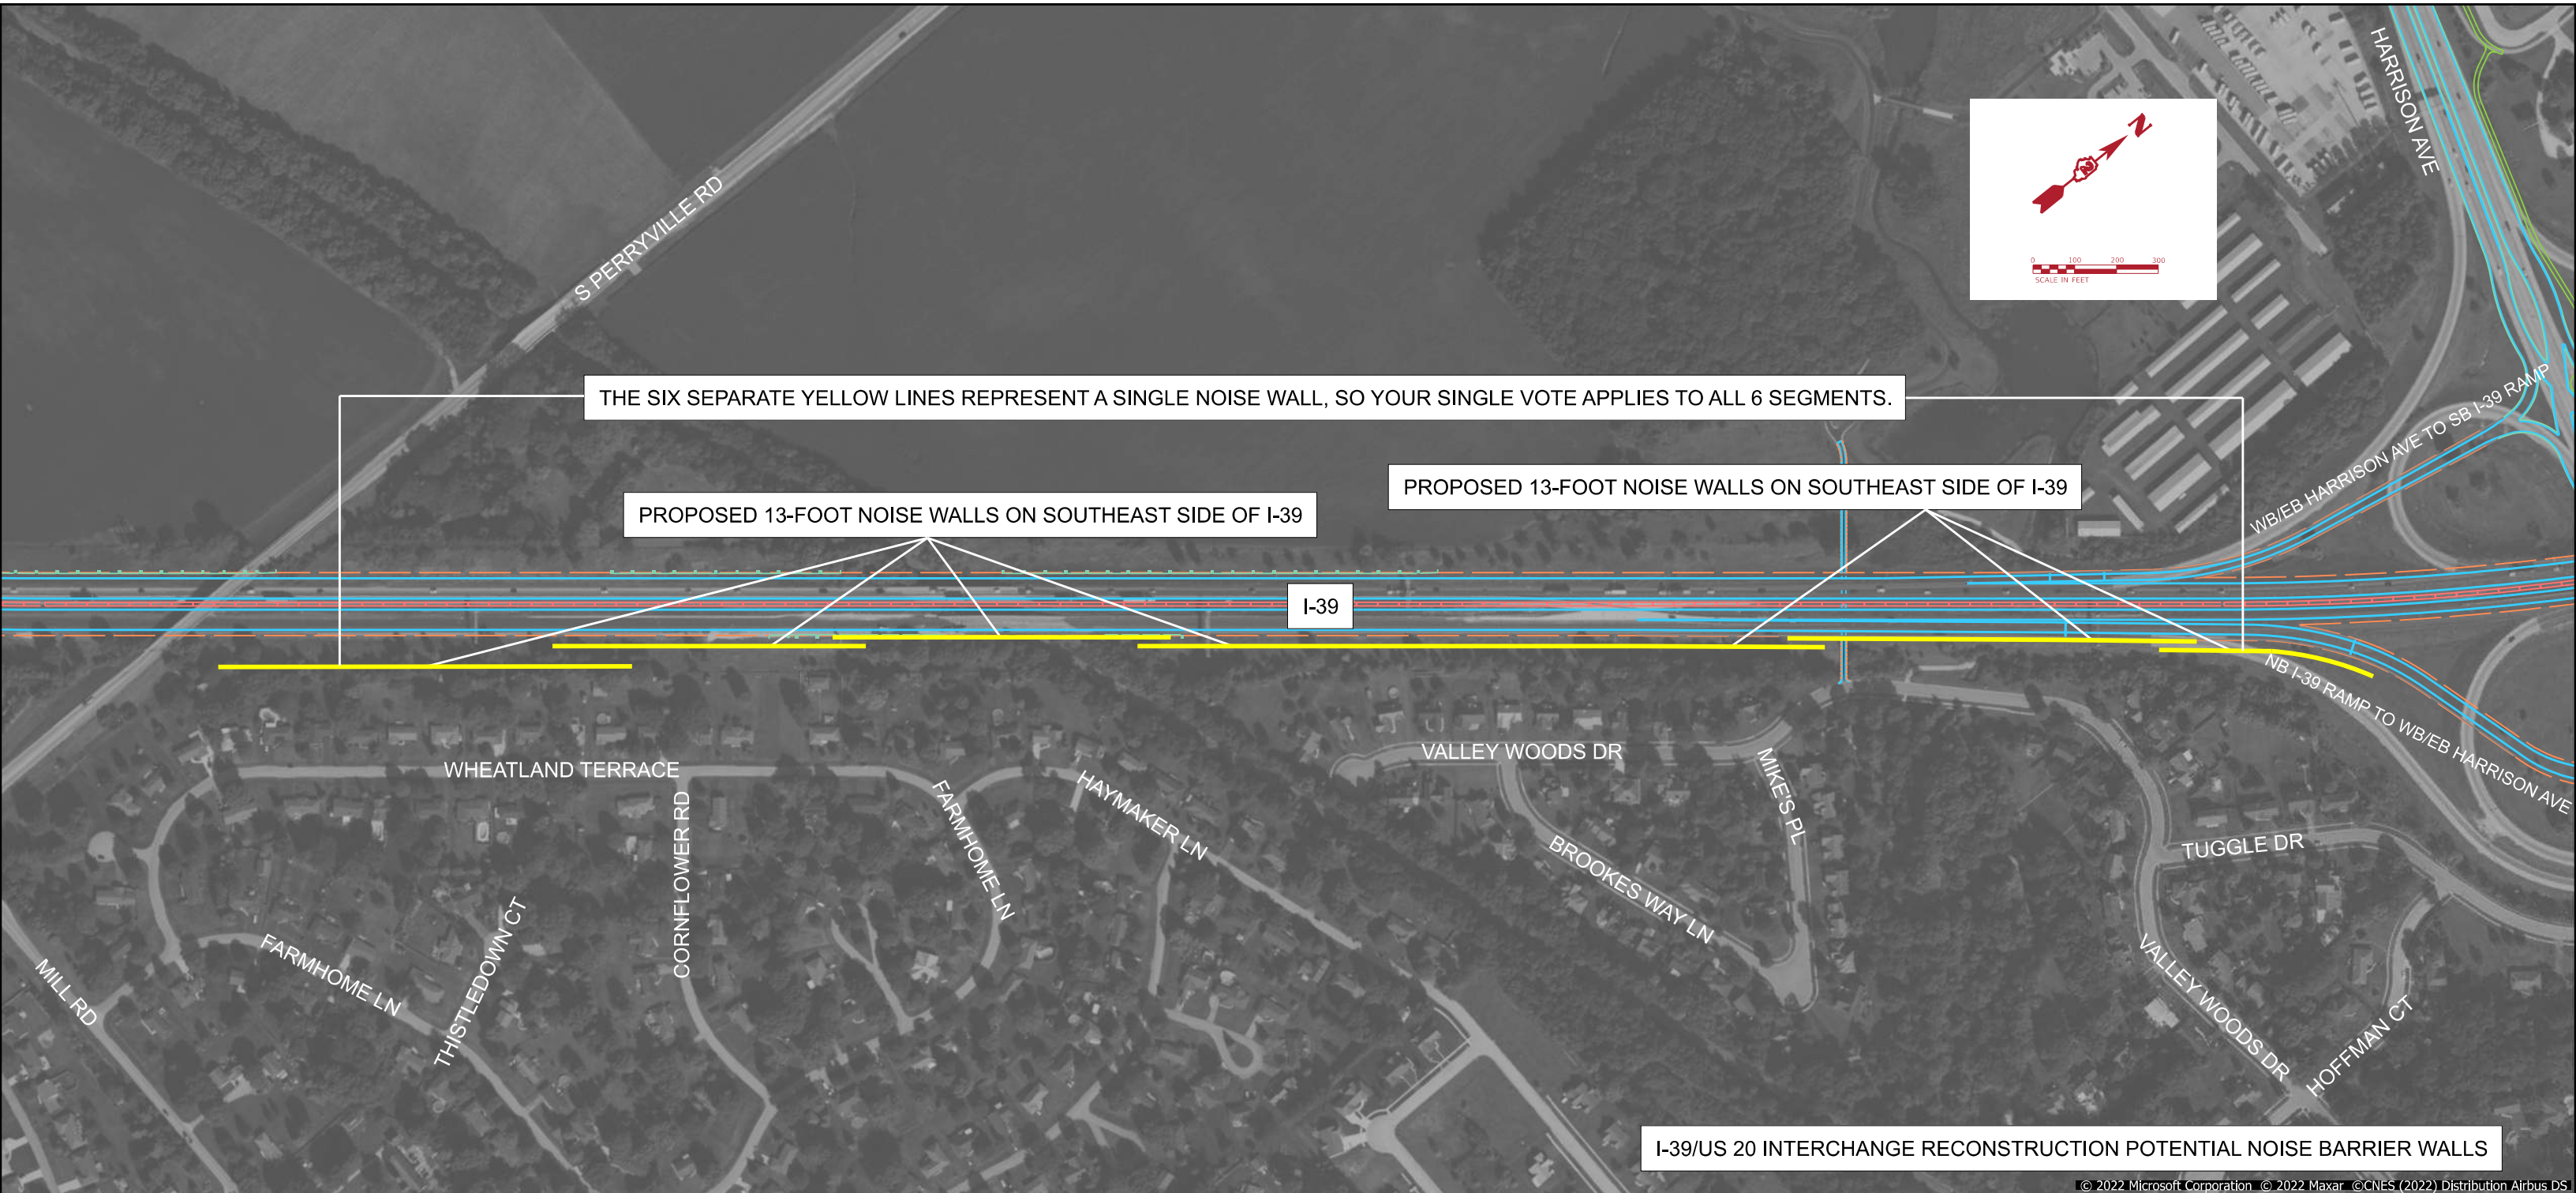 HARRISON AVE
N
0 100 200 300
SCALE IN FEET
S PERRYVILLE RD
THE SIX SEPARATE YELLOW LINES REPRESENT A SINGLE NOISE WALL, SO YOUR SINGLE VOTE APPLIES TO ALL 6 SEGMENTS.
WB/EB HARRISON AVE TO SB I-39 RAMP
PROPOSED 13-FOOT NOISE WALLS ON SOUTHEAST SIDE OF I-39
PROPOSED 13-FOOT NOISE WALLS ON SOUTHEAST SIDE OF I-39
I-39
NB I-39 RAMP TO WB/EB HARRISON AVE
WHEATLAND TERRACE
VALLEY WOODS DR
MIKE'S PL
HAYMAKER LN
FARMHOME LN
CORNFLOWER RD
BROOKES WAY LN
TUGGLE DR
FARMHOME LN
THISTLEDOWN CT
MILL RD
VALLEY WOODS DR
HOFFMAN CT
I-39/US 20 INTERCHANGE RECONSTRUCTION POTENTIAL NOISE BARRIER WALLS
© 2022 Microsoft Corporation © 2022 Maxar ©CNES (2022) Distribution Airbus DS